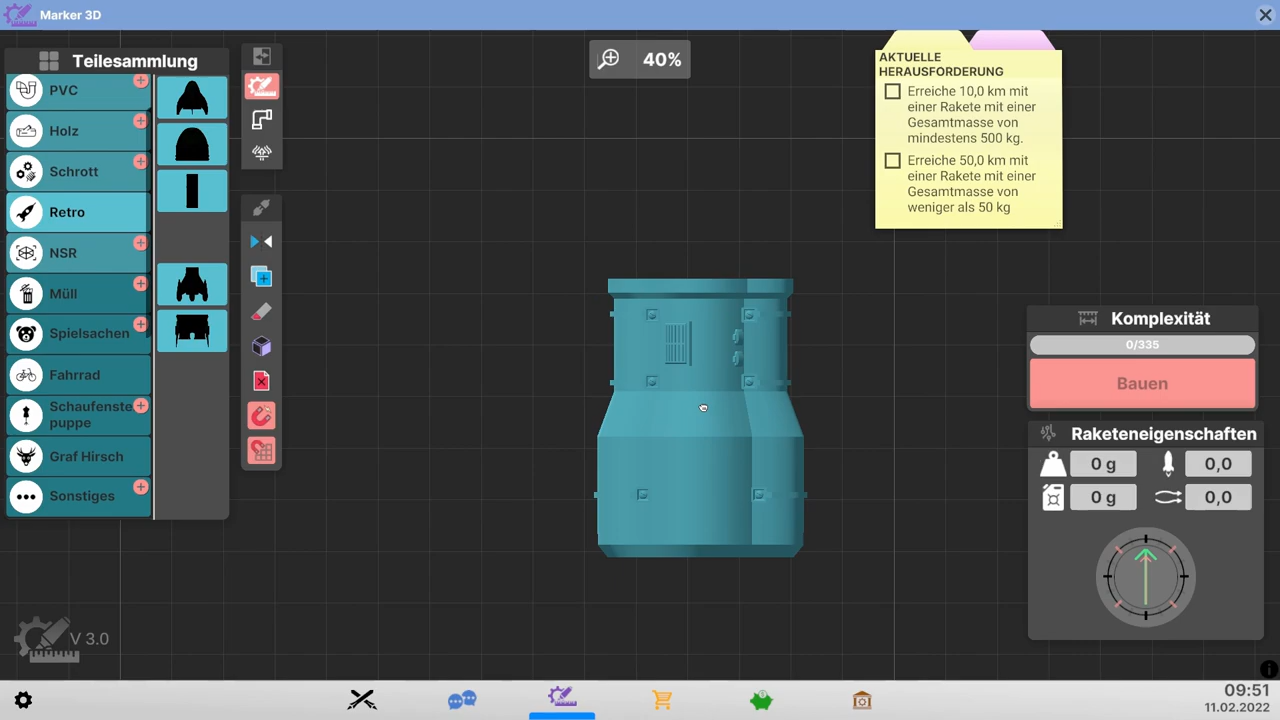 Marker 3D
Teilesammlung
PVC
Holz
Schrott
Retro
NSR
Müll
Spielsachen
Fahrrad
Schaufenste
puppe
Graf Hirsch
Sonstiges
V 3.0
40%
AKTUELLE
HERAUSFORDERUNG
Erreiche 10,0 km mit
einer Rakete mit einer
Gesamtmasse von
mindestens 500 kg.
Erreiche 50,0 km mit
einer Rakete mit einer
Gesamtmasse von
weniger als 50 kg
Komplexität
0/335
Bauen
Raketeneigenschaften
0 g
0,0
0 g
0,0
09:51
11.02.2022